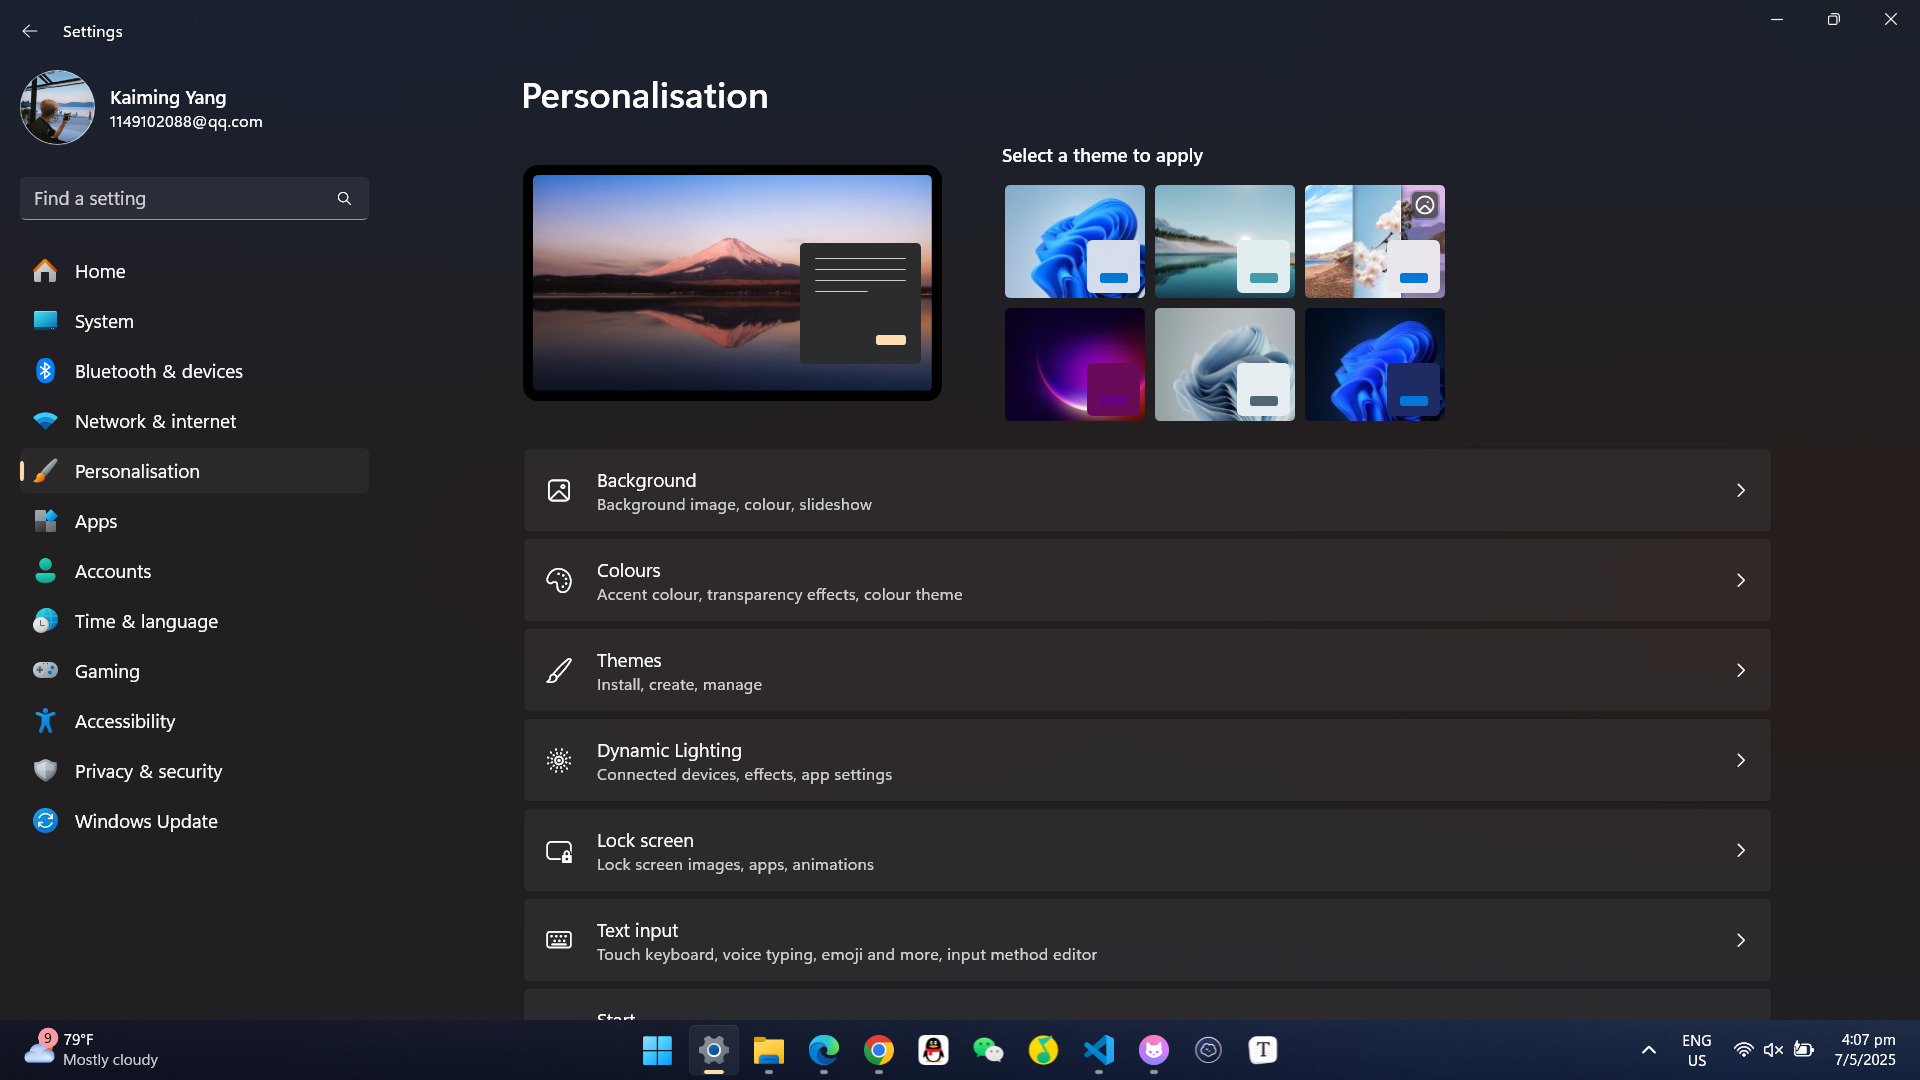 Settings
Kaiming Yang
1149102088@qq.com
Find a setting
Home
System
Bluetooth & devices
Network & internet
Personalisation
Apps
Accounts
Time & language
Gaming
Accessibility
Privacy & security
Windows Update
Personalisation
Select a theme to apply
Background
Background image, colour, slideshow
Colours
Accent colour, transparency effects, colour theme
Themes
Install, create, manage
Dynamic Lighting
Connected devices, effects, app settings
Lock screen
Lock screen images, apps, animations
Text input
Touch keyboard, voice typing, emoji and more, input method editor
Start
9
79°F
Mostly cloudy
T
ENG
US
4:07 pm
7/5/2025